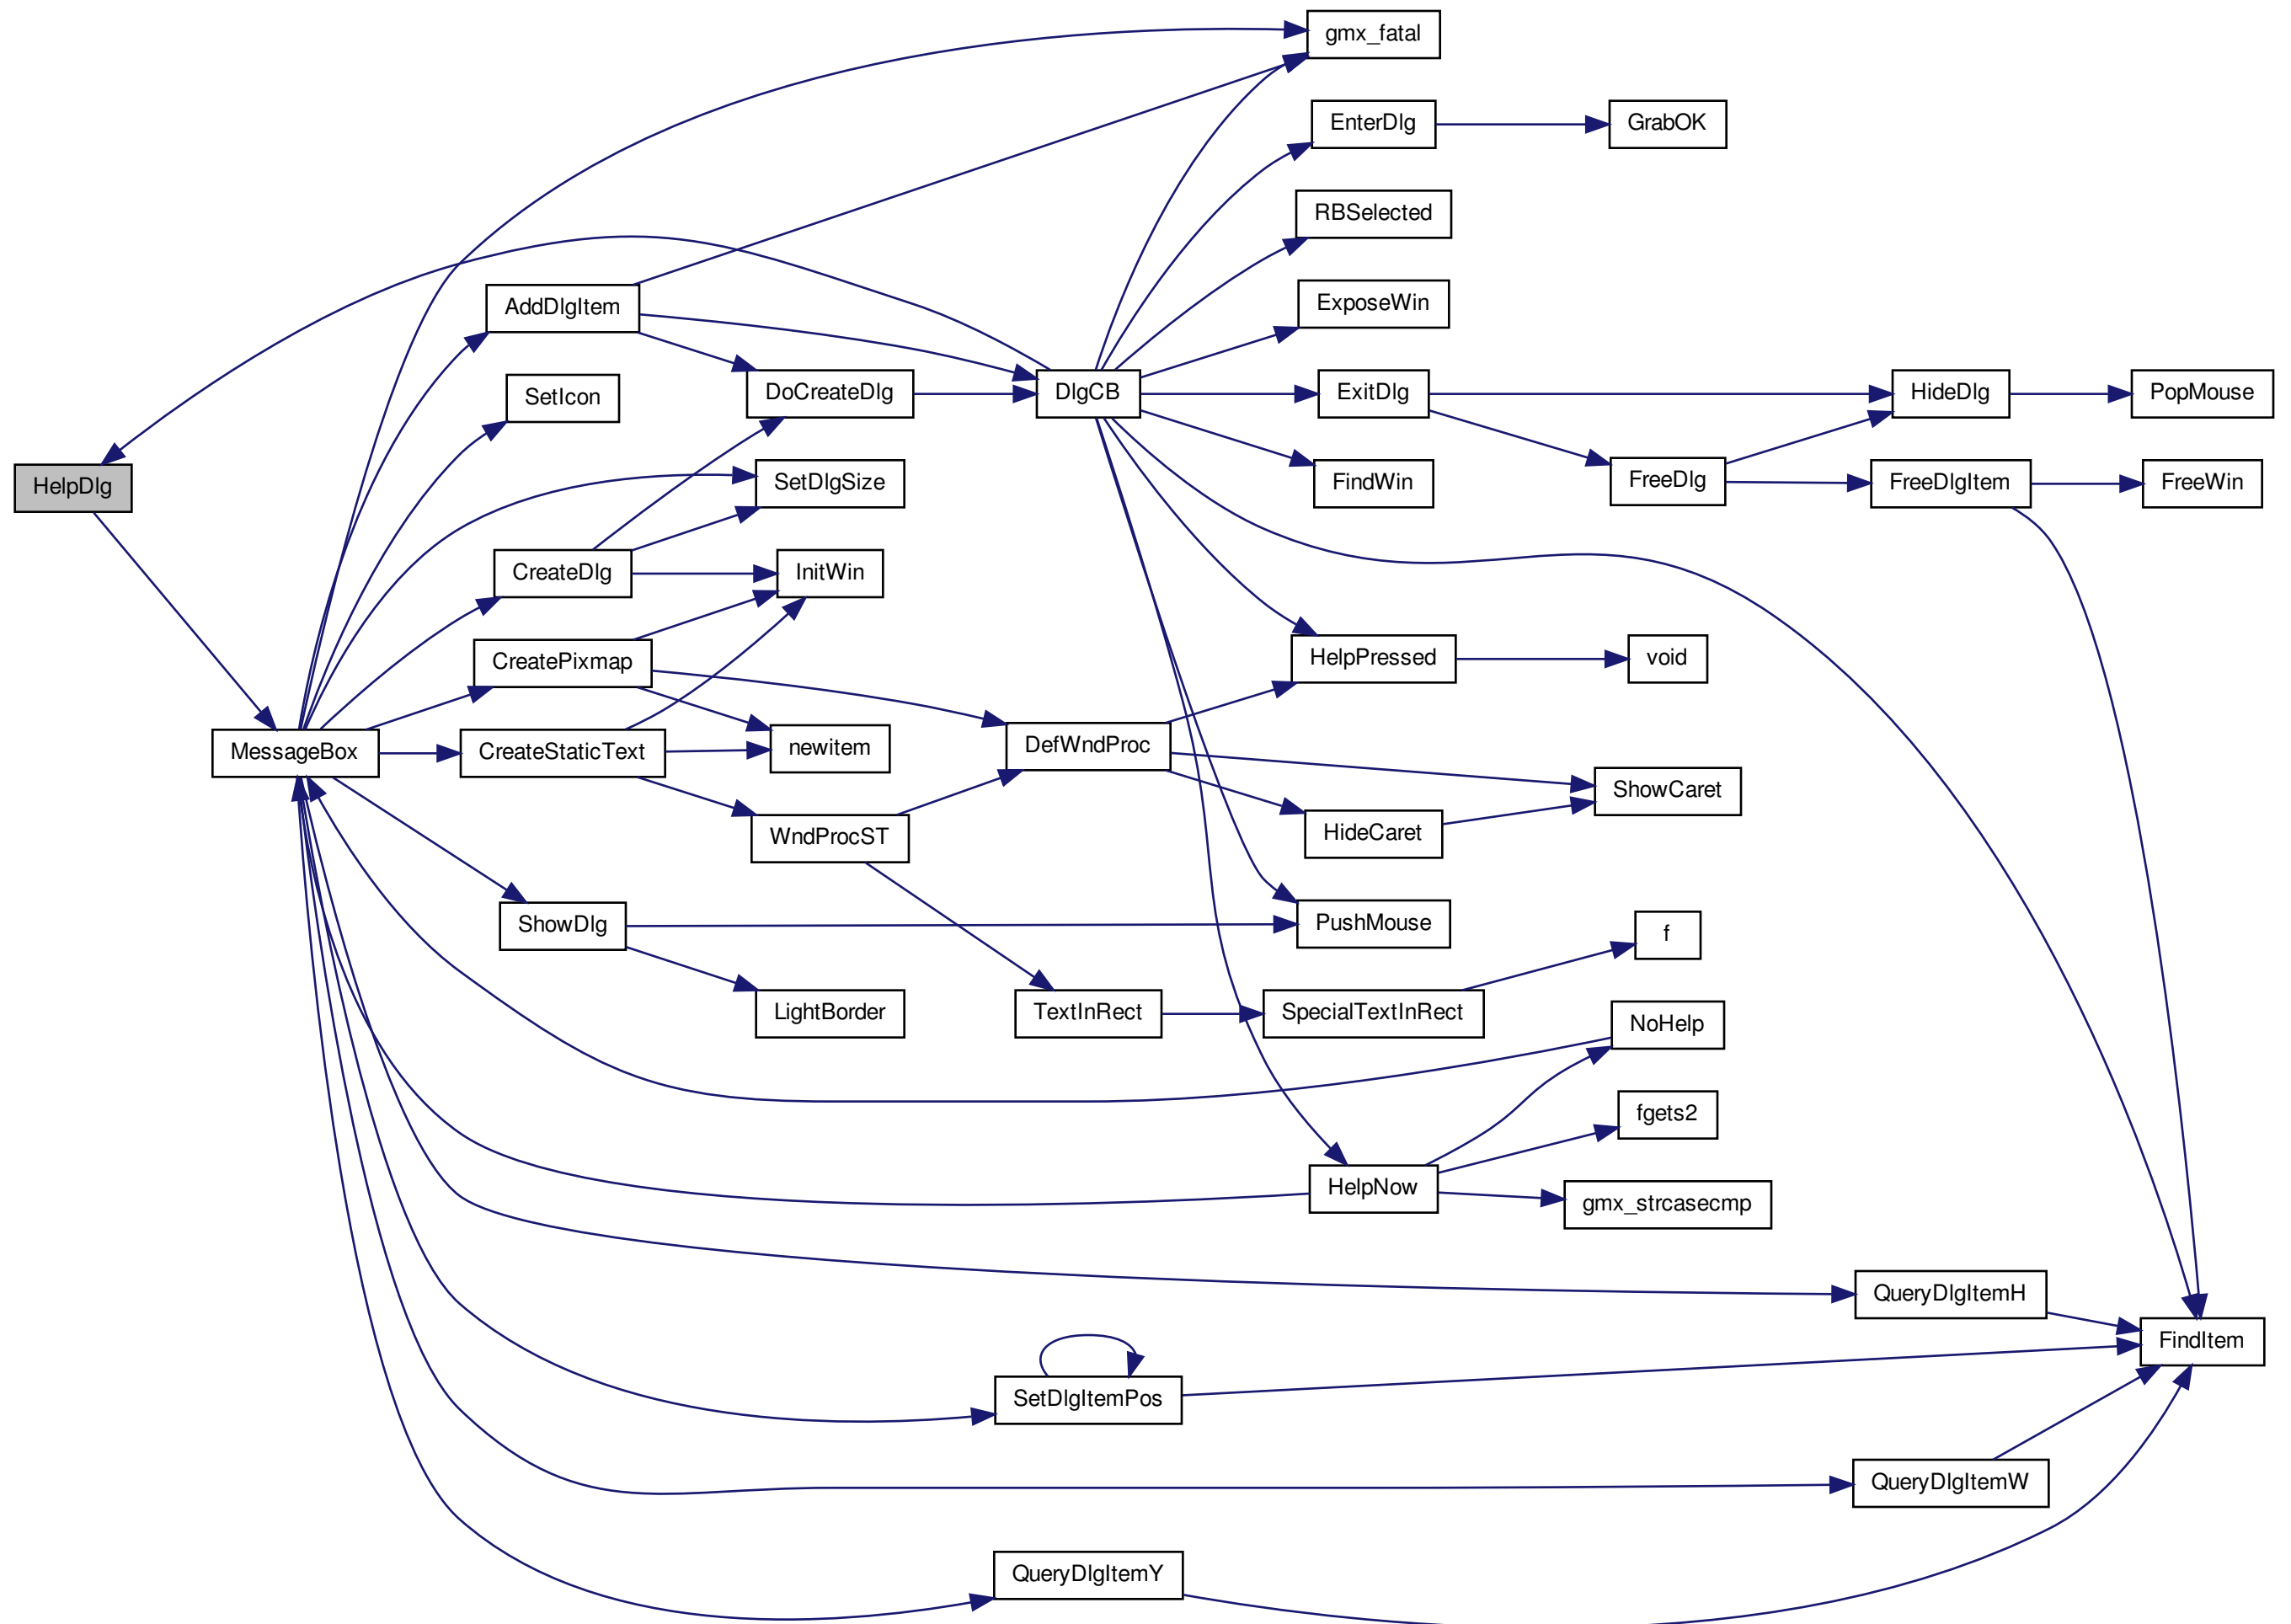 gmx_fatal
EnterDlg
GrabOK
RBSelected
ExposeWin
AddDlgItem
SetIcon
DoCreateDlg
DlgCB
ExitDlg
HideDlg
PopMouse
HelpDlg
SetDlgSize
FindWin
FreeDlg
FreeDlgItem
FreeWin
CreateDlg
InitWin
CreatePixmap
HelpPressed
void
MessageBox
CreateStaticText
newitem
DefWndProc
ShowCaret
WndProcST
HideCaret
ShowDlg
PushMouse
f
LightBorder
TextInRect
SpecialTextInRect
NoHelp
fgets2
HelpNow
gmx_strcasecmp
QueryDlgItemH
FindItem
SetDlgItemPos
QueryDlgItemW
QueryDlgItemY